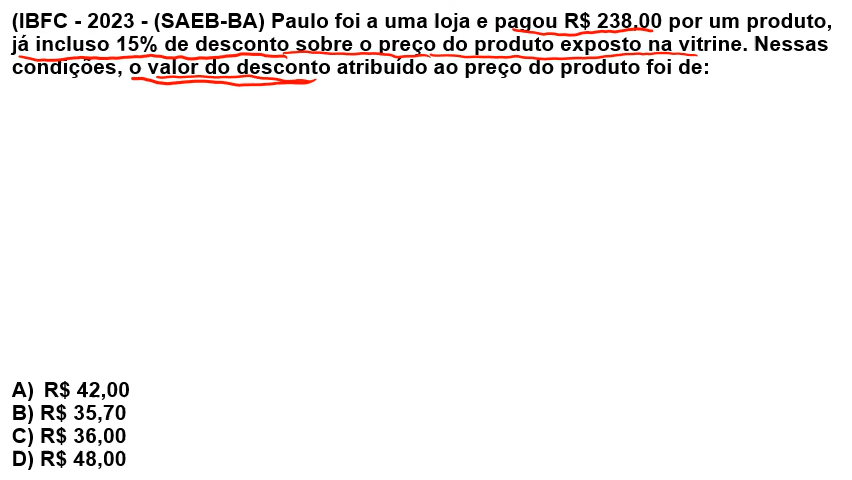 (IBFC - 2023 - (SAEB-BA) Paulo foi a uma loja e pagou R$ 238,00 por um produto,
já incluso 15% de desconto sobre o preço do produto exposto na vitrine. Nessas
condições, o valor do desconto atribuído ao preço do produto foi de:
A) R$ 42,00
B) R$ 35,70
C) R$ 36,00
D) R$ 48,00